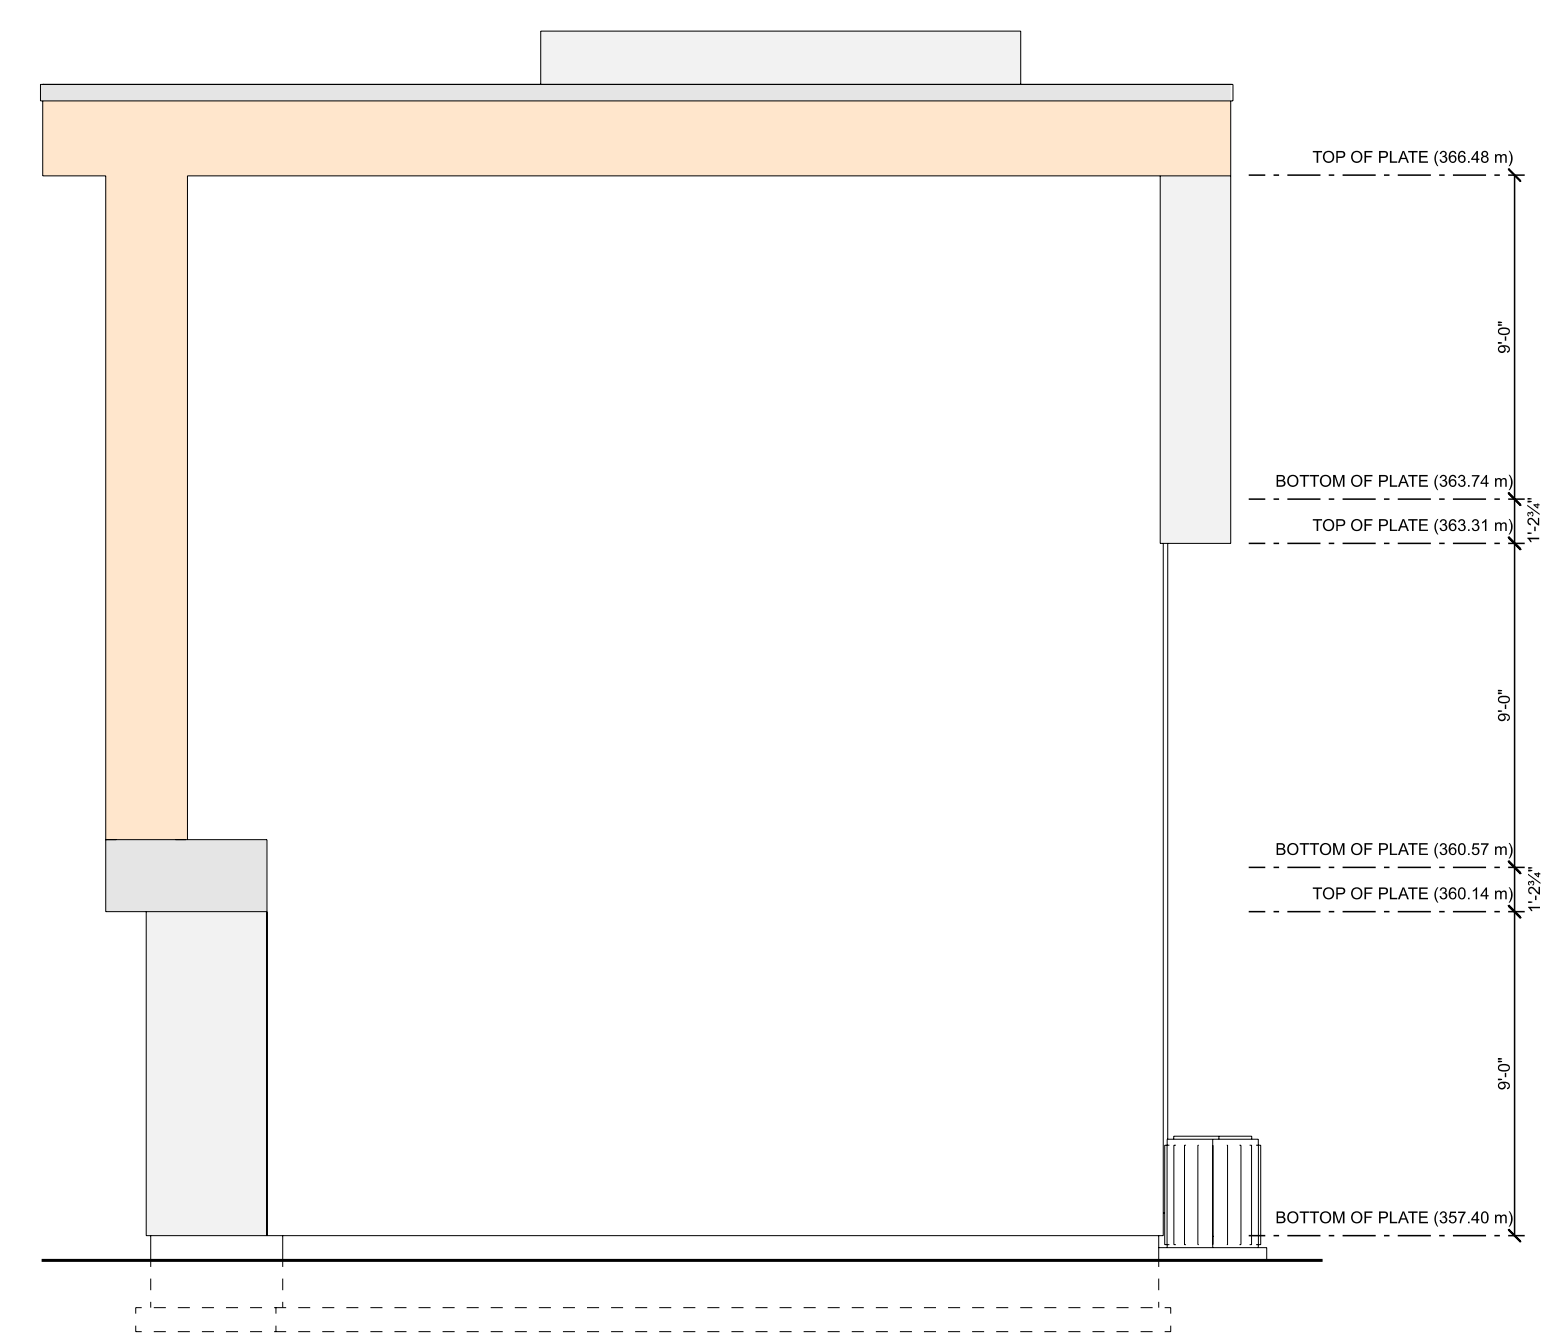 TOP OF PLATE (366.48 m)
9'-0"
BOTTOM OF PLATE (363.74 m)
1'-2¾"
TOP OF PLATE (363.31 m)
9'-0"
BOTTOM OF PLATE (360.57 m)
1'-2¾"
TOP OF PLATE (360.14 m)
9'-0"
BOTTOM OF PLATE (357.40 m)